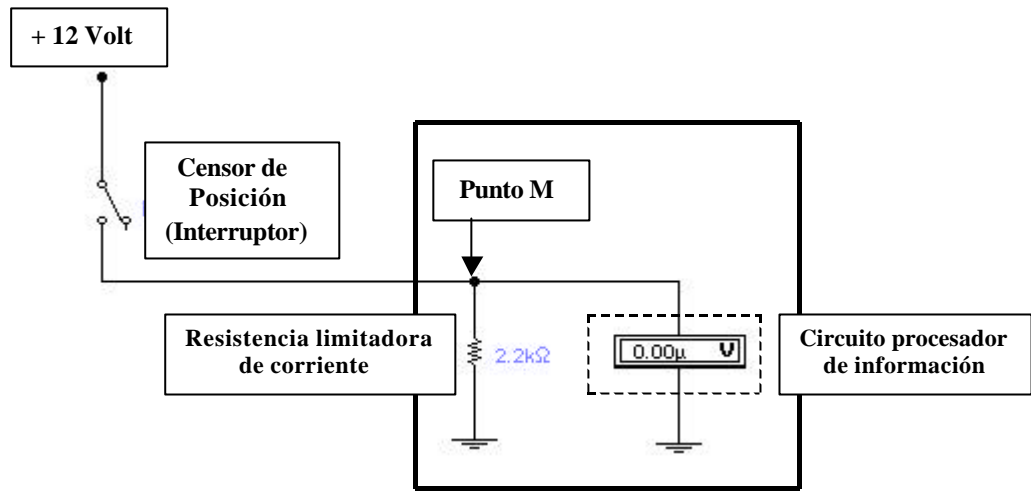 + 12 Volt
Censor de
Posición
(Interruptor)
Punto M
Resistencia limitadora
de corriente
2.2kΩ
0.00µ V
Circuito procesador
de información